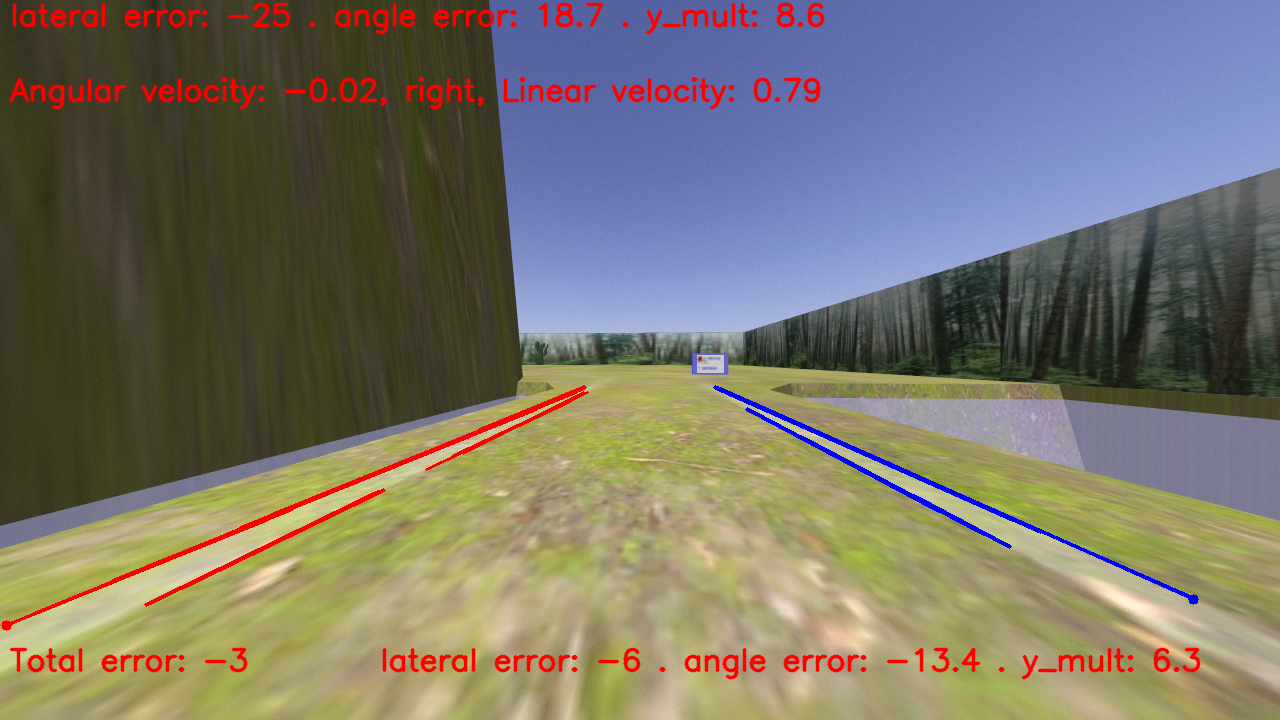 lateral error: −25 . angle error: 18.7 . y_mult: 8.6
Angular velocity: −0.02, right, Linear velocity: 0.79
Total error: −3 lateral error: −6 . angle error: −13.4 . y_mult: 6.3